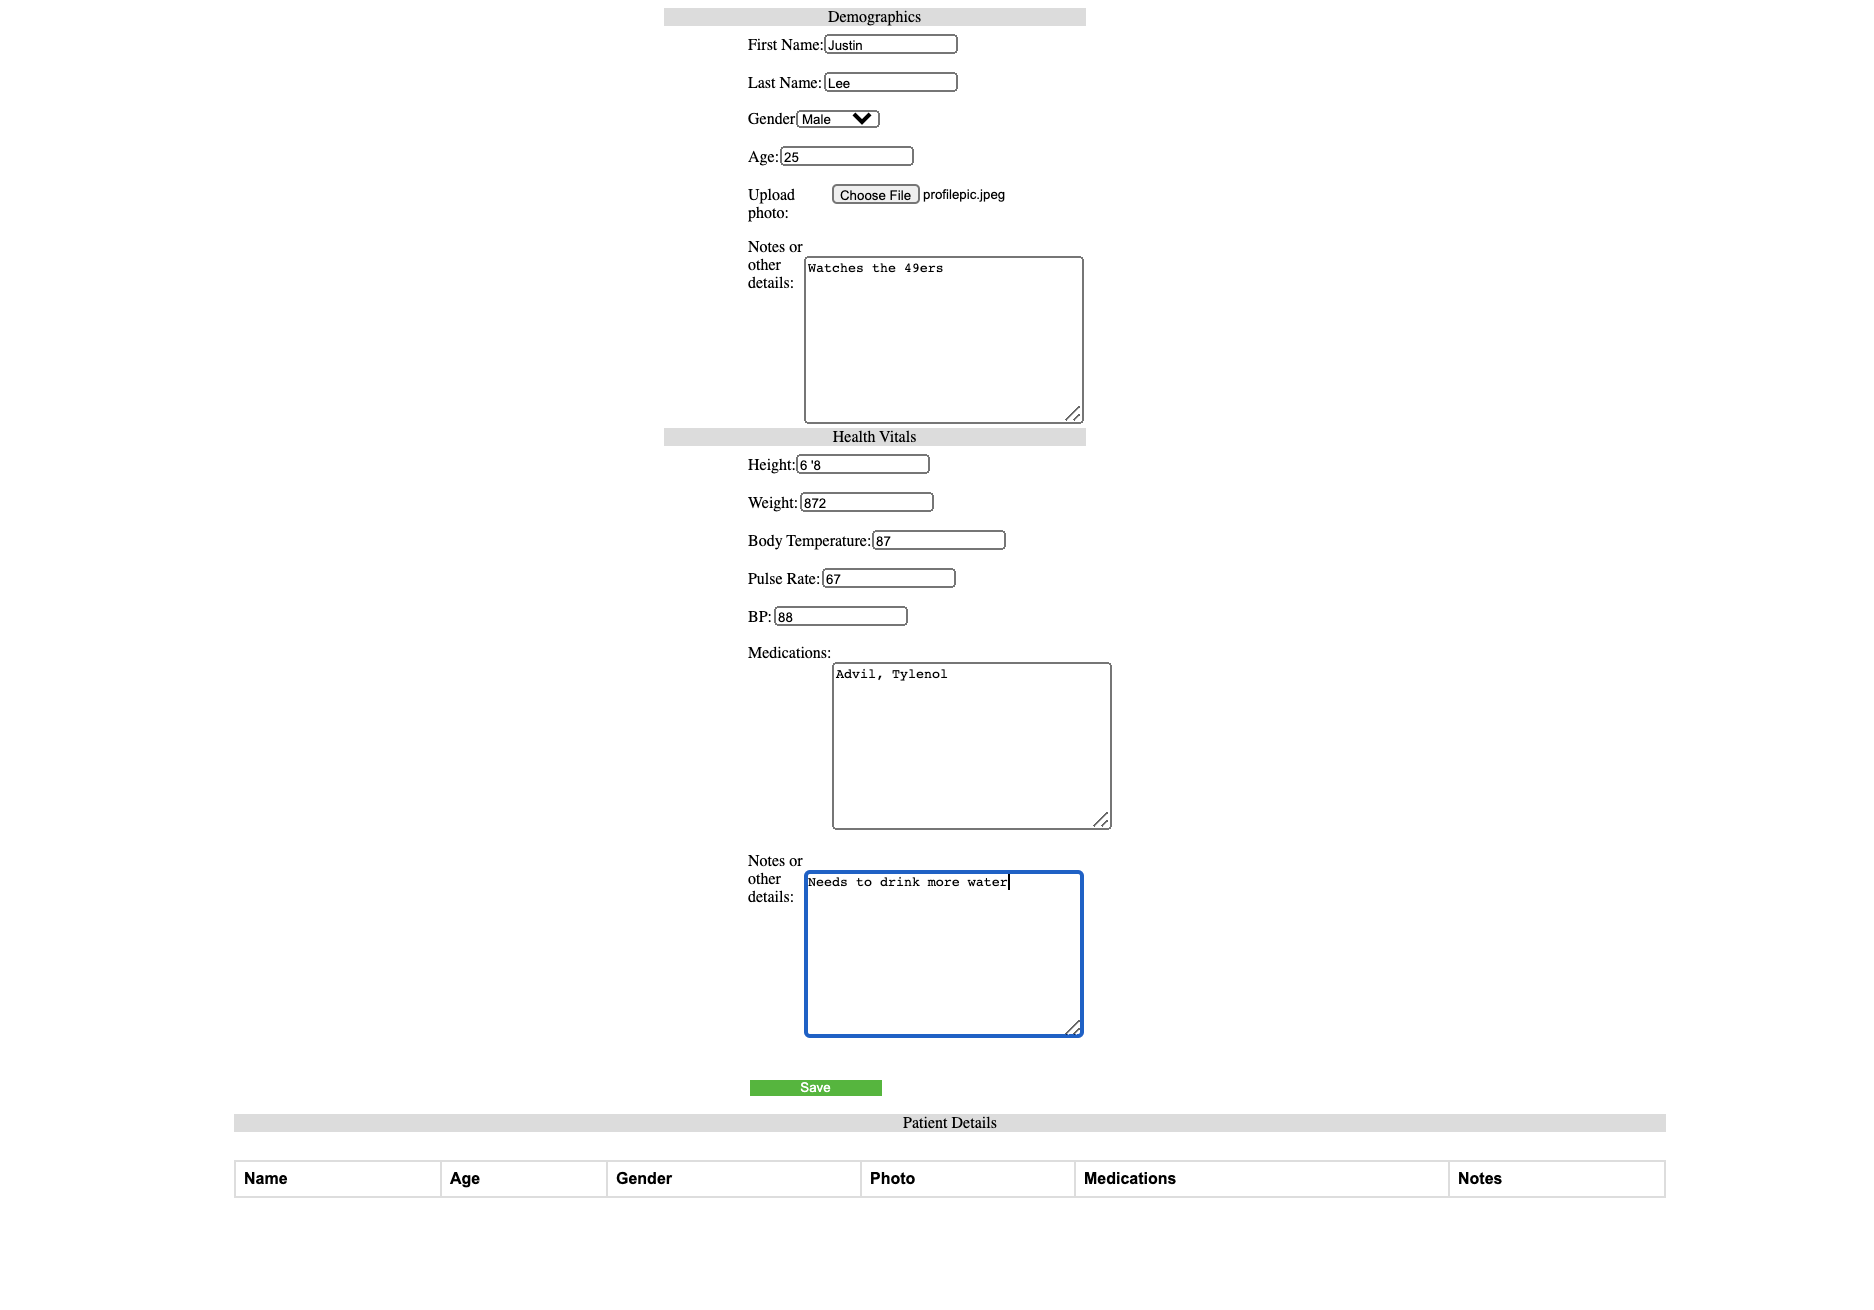 Demographics
First Name: Justin
Last Name: Lee
Gender Male
Age: 25
Upload
photo:
Choose File profilepic.jpeg
Notes or
other
details:
Watches the 49ers
Health Vitals
Height: 6 '8
Weight: 872
Body Temperature: 87
Pulse Rate: 67
BP: 88
Medications:
Advil, Tylenol
Notes or
other
details:
Needs to drink more water
Save
Patient Details
Name Age Gender Photo Medications Notes